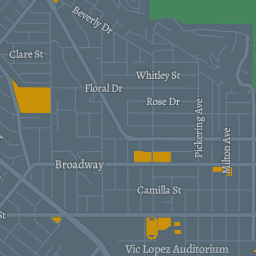 Beverly Dr
Clare St
Whitley St
Floral Dr
Rose Dr
Pickering Ave
Milton Ave
Broadway
Camilla St
St
Vic Lopez Auditorium